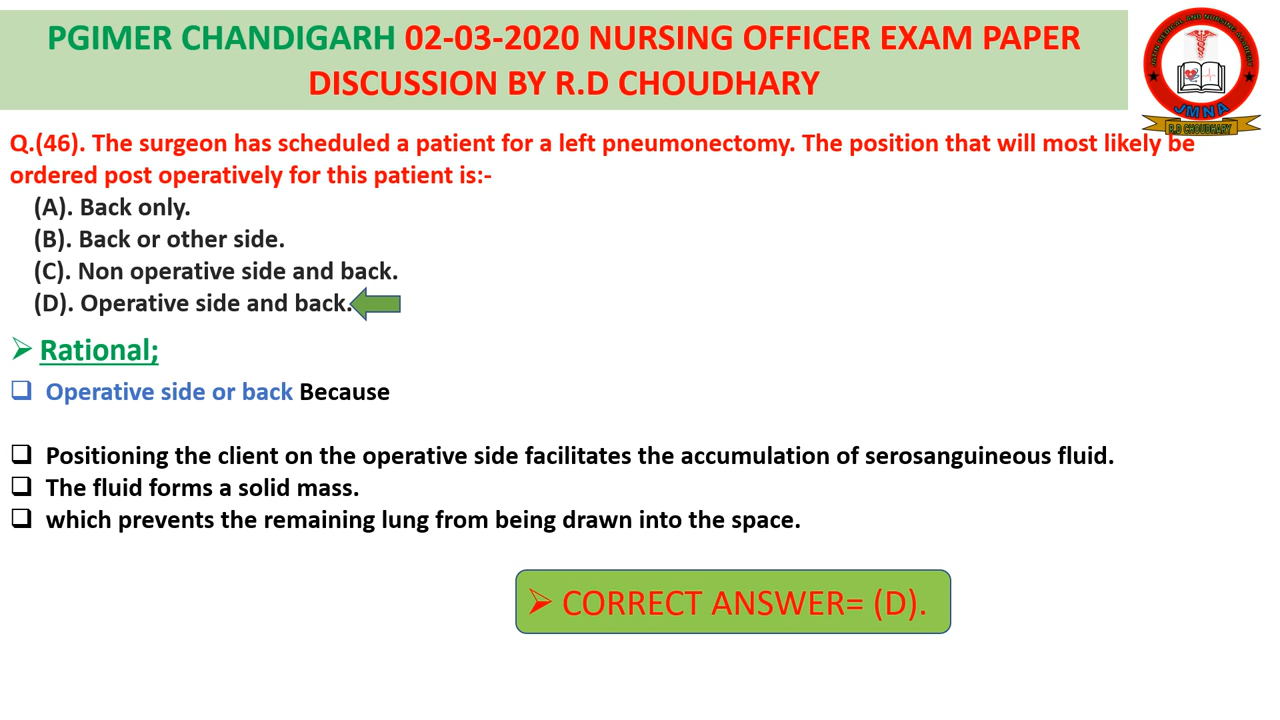 PGIMER CHANDIGARH 02-03-2020 NURSING OFFICER EXAM PAPER
DISCUSSION BY R.D CHOUDHARY
JMNA
R.D CHOUDHARY
Q.(46). The surgeon has scheduled a patient for a left pneumonectomy. The position that will most likely be
ordered post operatively for this patient is:-
(A). Back only.
(B). Back or other side.
(C). Non operative side and back.
(D). Operative side and back.
Rational;
Operative side or back Because
Positioning the client on the operative side facilitates the accumulation of serosanguineous fluid.
The fluid forms a solid mass.
which prevents the remaining lung from being drawn into the space.
CORRECT ANSWER= (D).